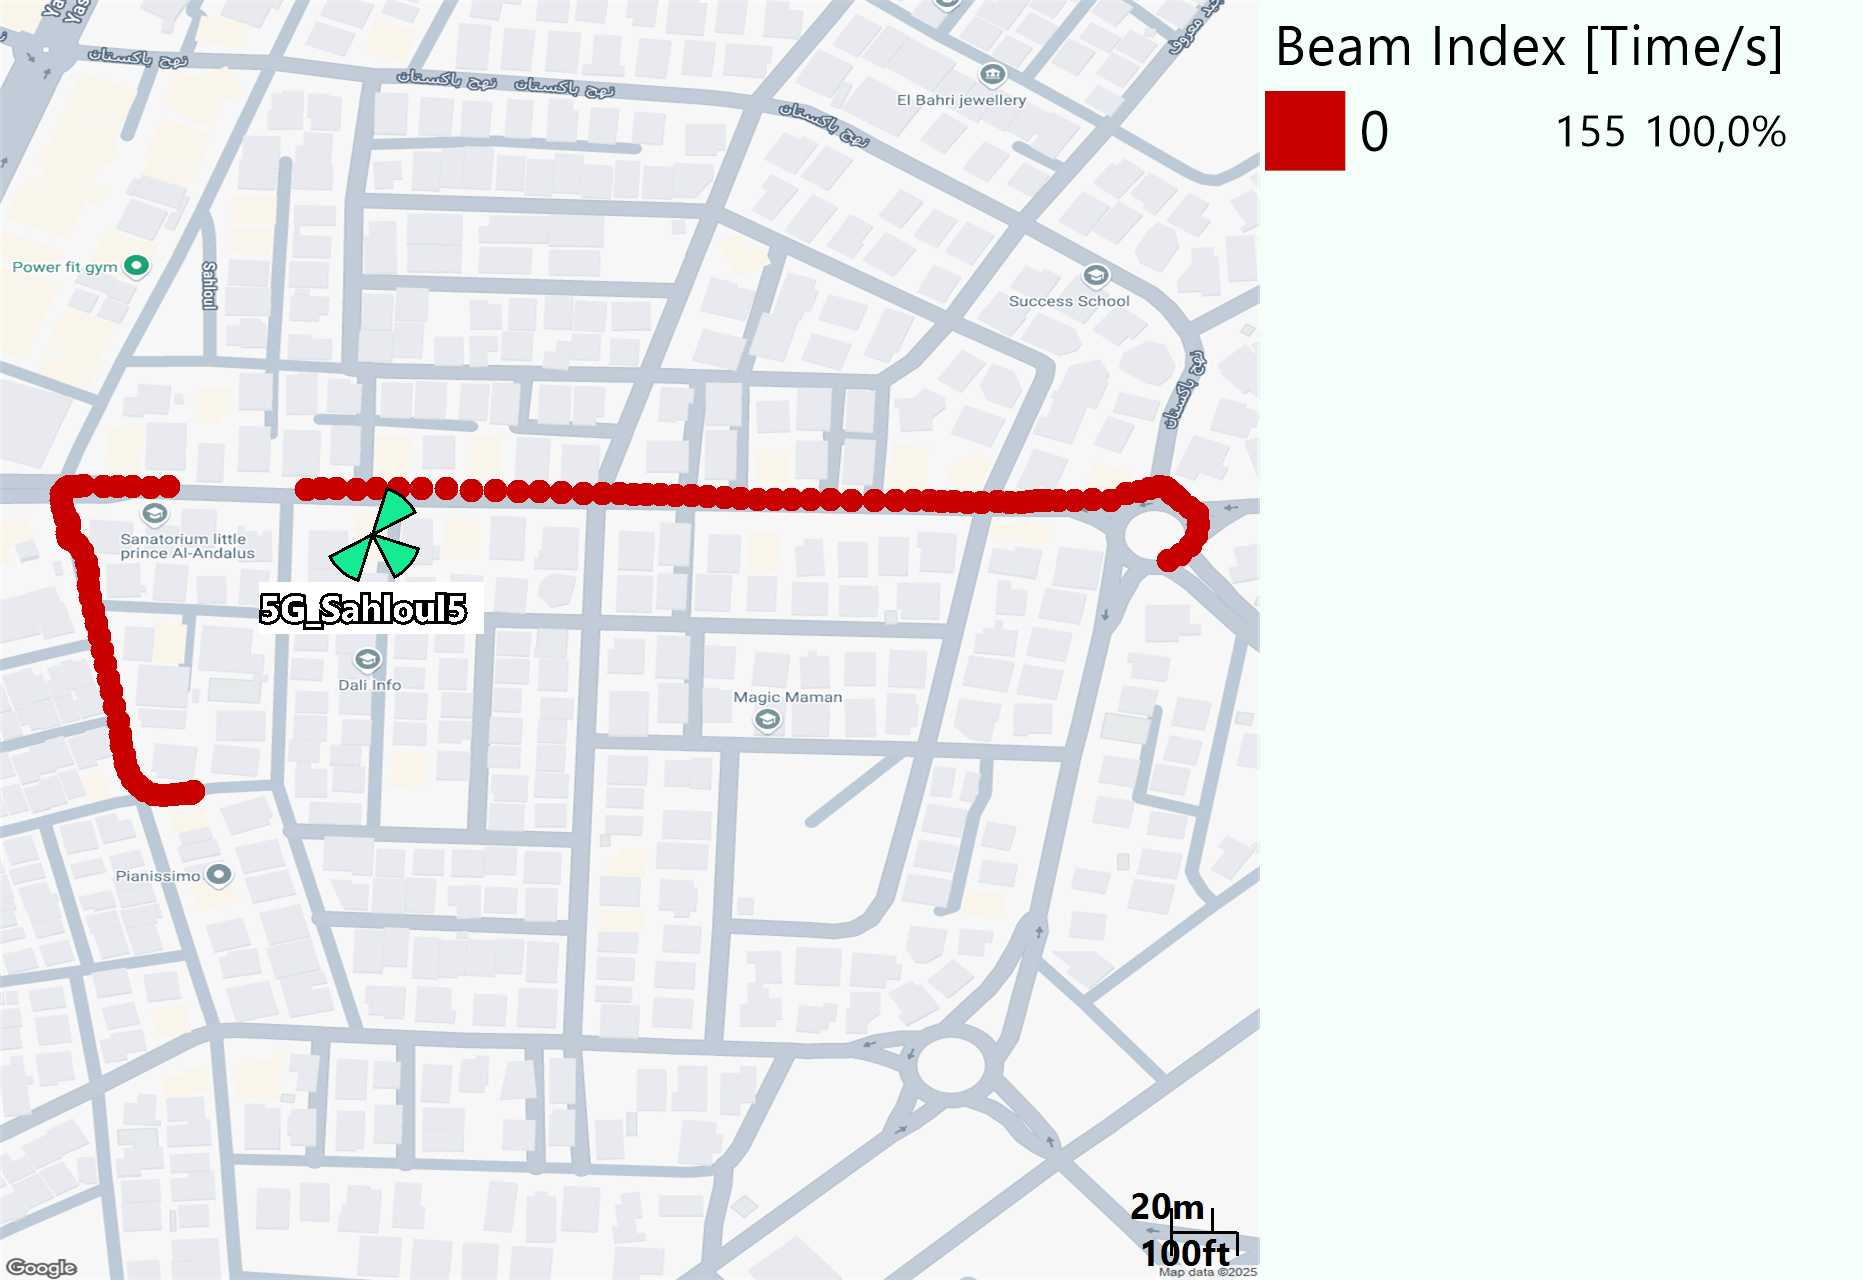 Beam Index [Time/s]
0 155 100,0%
نهج باكستان
نهج باكستان
نهج باكستان
نهج باكستان
El Bahri jewellery
Power fit gym
Sahloul
Success School
نهج باكستان
Sanatorium little
prince Al-Andalus
5G_Sahloul5
Dali Info
Magic Maman
Pianissimo
20m
100ft
Google
Map data ©2025